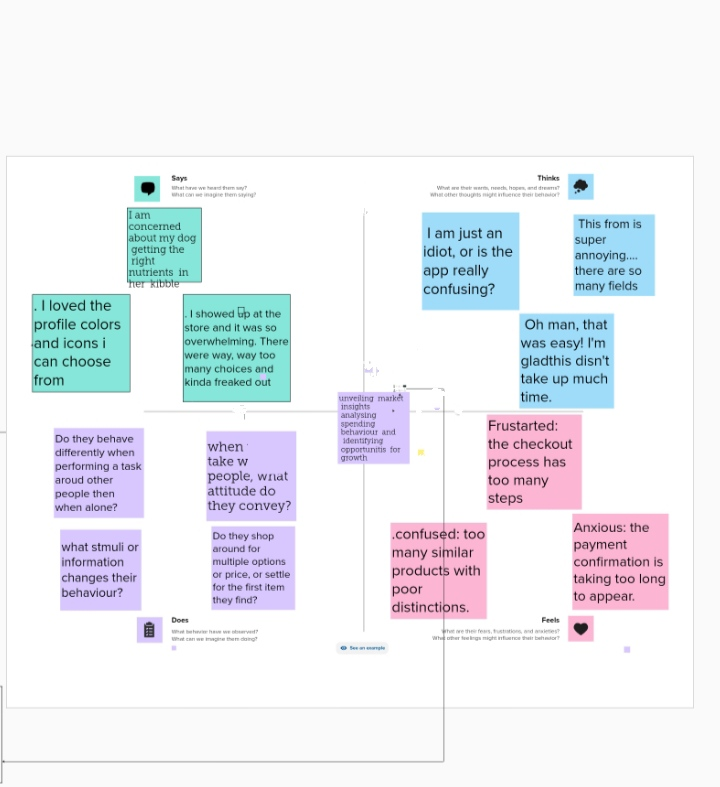 Says
What have we heard them say?
What can we imagine them saying?
Thinks
What are their wants, needs, hopes, and dreams?
What other thoughts might influence their behavior?
I am
concerned
about my dog
getting the
right
nutrients in
her kibble
. I loved the
profile colors
and icons i
can choose
from
. I showed up at the
store and it was so
overwhelming. There
were way, way too
many choices and
kinda freaked out
I am just an
idiot, or is the
app really
confusing?
This from is
super
annoying....
there are so
many fields
Oh man, that
was easy! I'm
gladthis disn't
take up much
time.
unveiling market
insights
analysing
spending
behaviour and
identifying
opportunitis for
growth
Do they behave
differently when
performing a task
aroud other
people then
when alone?
when
take w
people, what
attitude do
they convey?
what stmuli or
information
changes their
behaviour?
Do they shop
around for
multiple options
or price, or settle
for the first item
they find?
Frustarted:
the checkout
process has
too many
steps
.confused: too
many similar
products with
poor
distinctions.
Anxious: the
payment
confirmation is
taking too long
to appear.
Does
What behavior have we observed?
What can we imagine them doing?
Feels
What are their fears, frustrations, and anxieties?
What other feelings might influence their behavior?
See an example